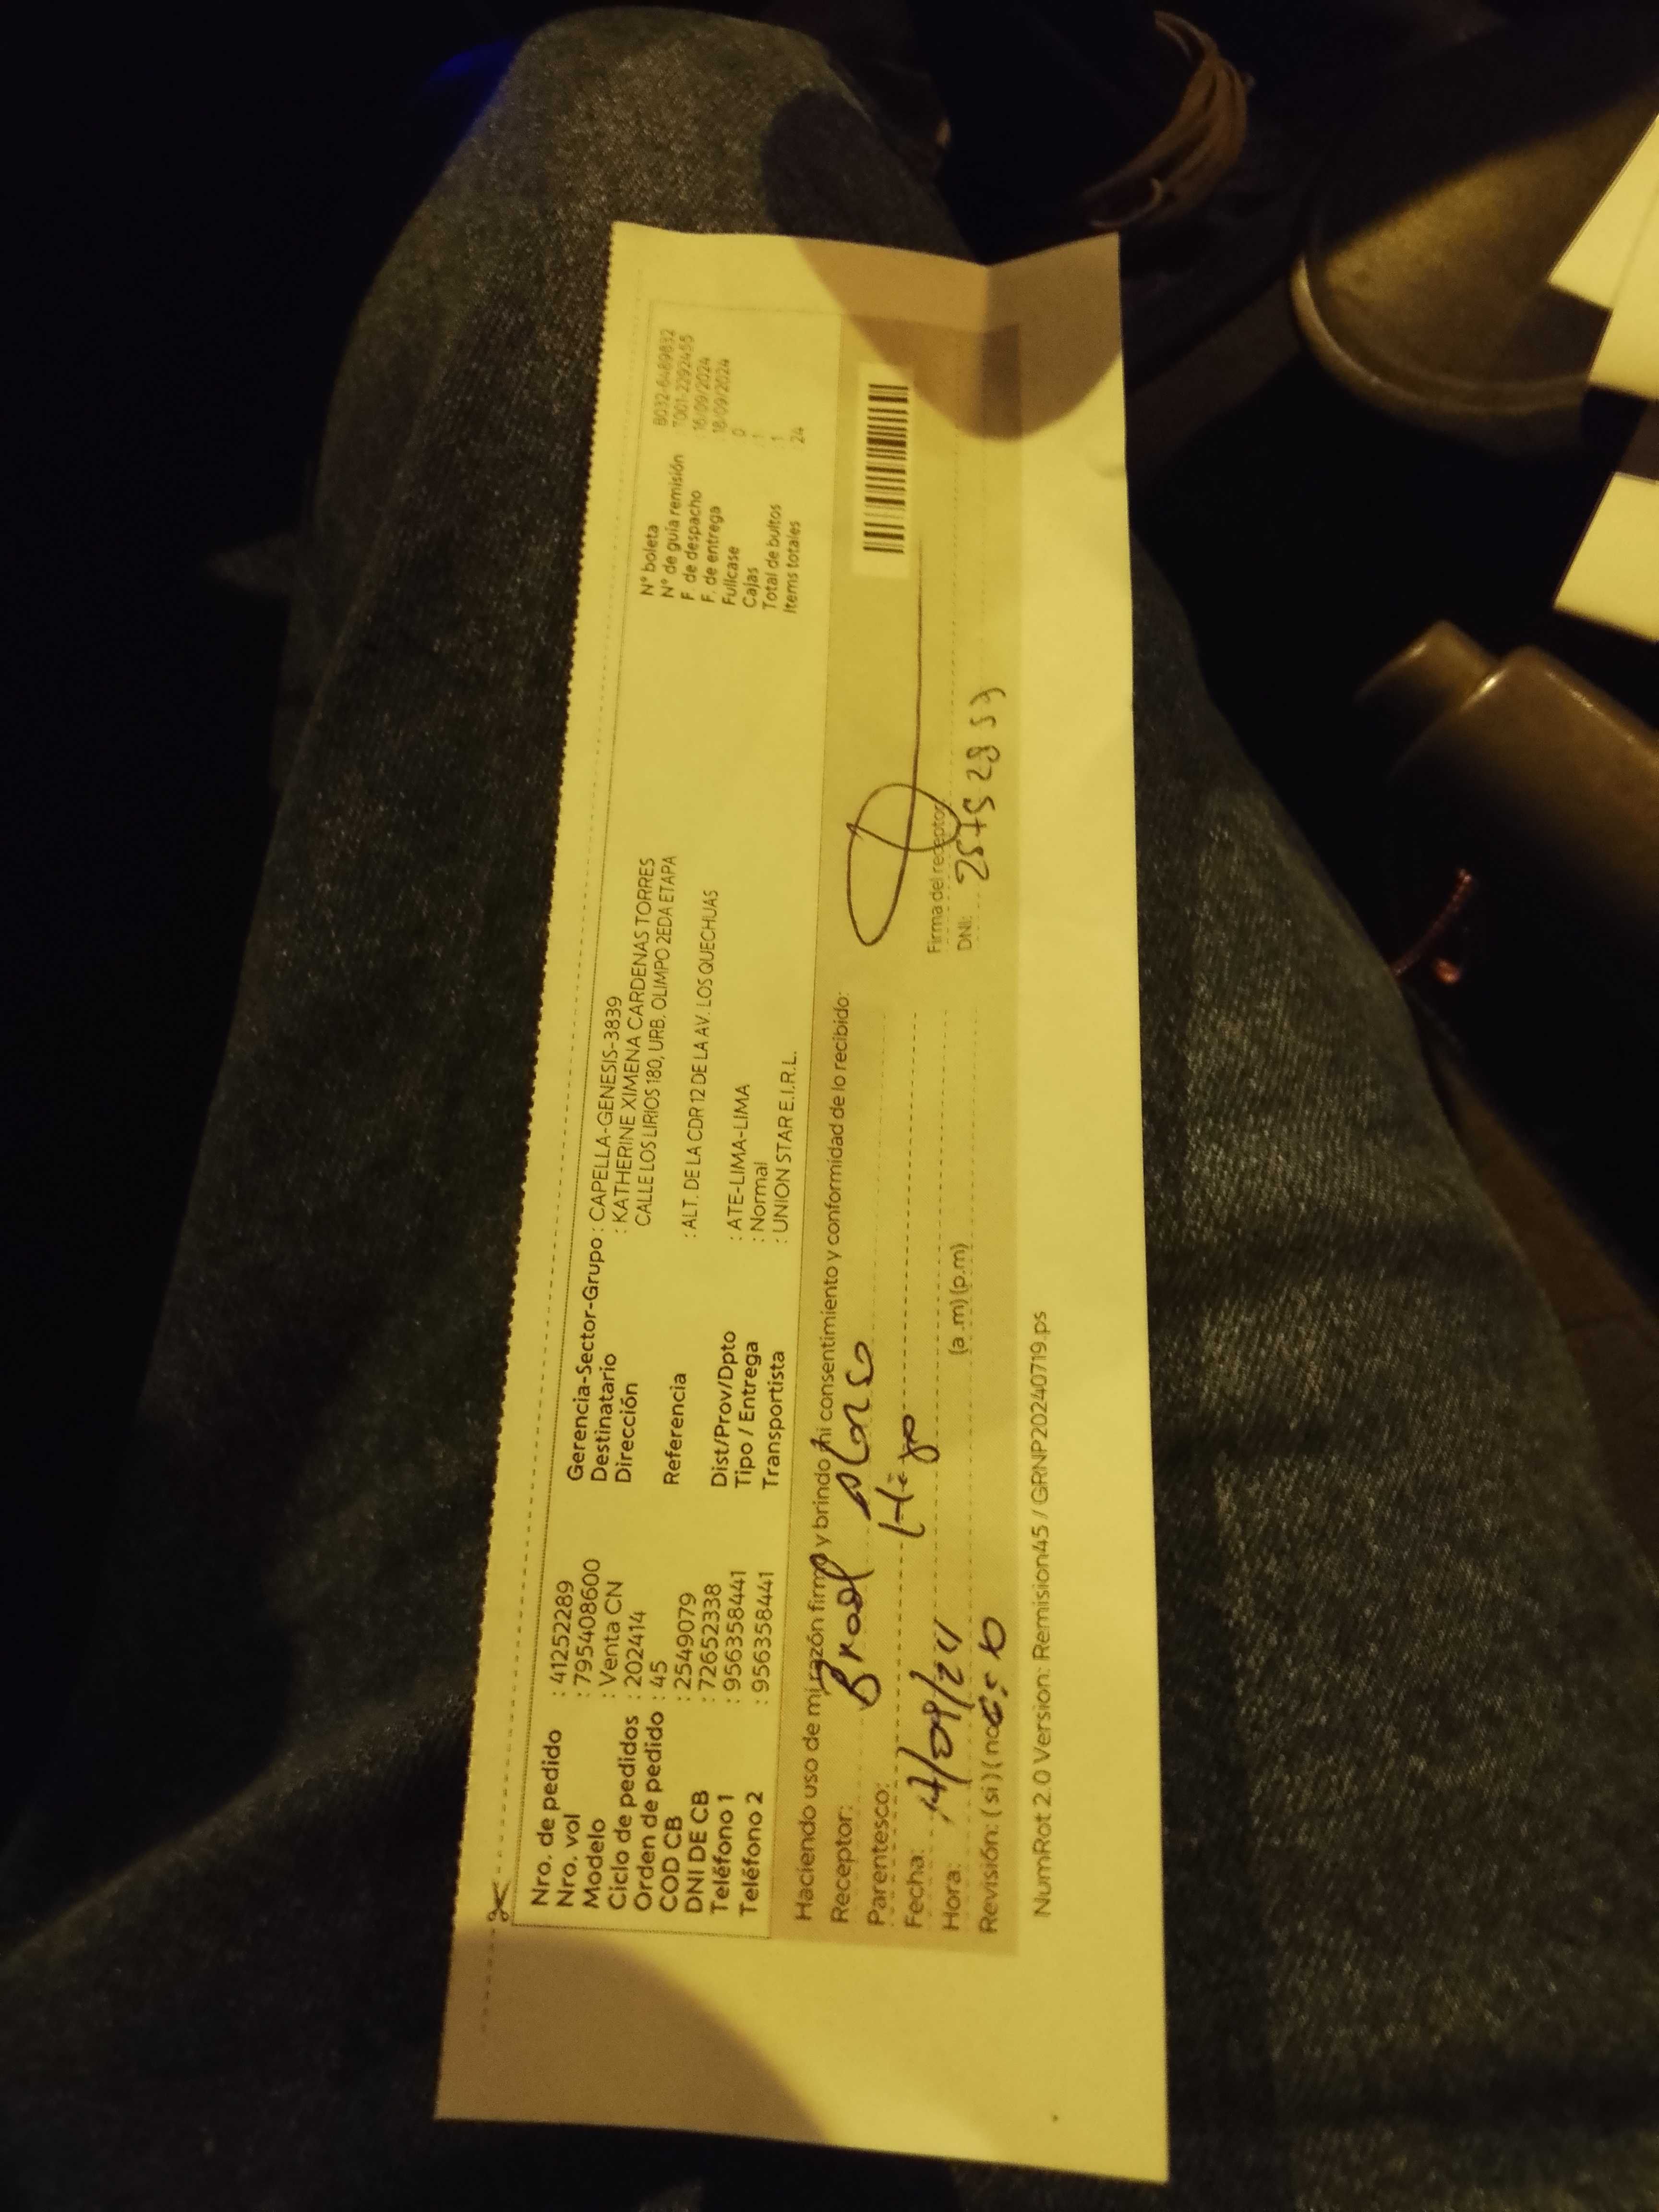 Nro. de pedido : 41252289
Nro. vol : 795408600
Modelo : Venta CN
Ciclo de pedidos : 202414
Orden de pedido : 45
COD CB : 2549079
DNI DE CB : 72652338
Teléfono 1 : 956358441
Teléfono 2 : 956358441
Gerencia-Sector-Grupo : CAPELLA-GENESIS-3839
Destinatario : KATHERINE XIMENA CARDENAS TORRES
Dirección CALLE LOS LIRIOS 180, URB. OLIMPO 2EDA ETAPA
Referencia : ALT. DE LA CDR 12 DE LA AV. LOS QUECHUAS
Dist/Prov/Dpto : ATE-LIMA-LIMA
Tipo / Entrega : Normal
Transportista : UNION STAR E.I.R.L.
N° boleta B032-6489832
N° de guía remisión T001-2292455
F. de despacho 16/09/2024
F. de entrega 18/09/2024
Fullcase 0
Cajas : 1
Total de bultos : 1
Items totales 24
Haciendo uso de mi razón firmo y brindo mi consentimiento y conformidad de lo recibido:
Receptor:
Parentesco: Hijo
Fecha:
Hora: (a.m) (p.m)
Revisión: ( si ) ( no
Firma del receptor
DNI:
NumRot 2.0 Version: Remision45 / GRNP20240719.ps